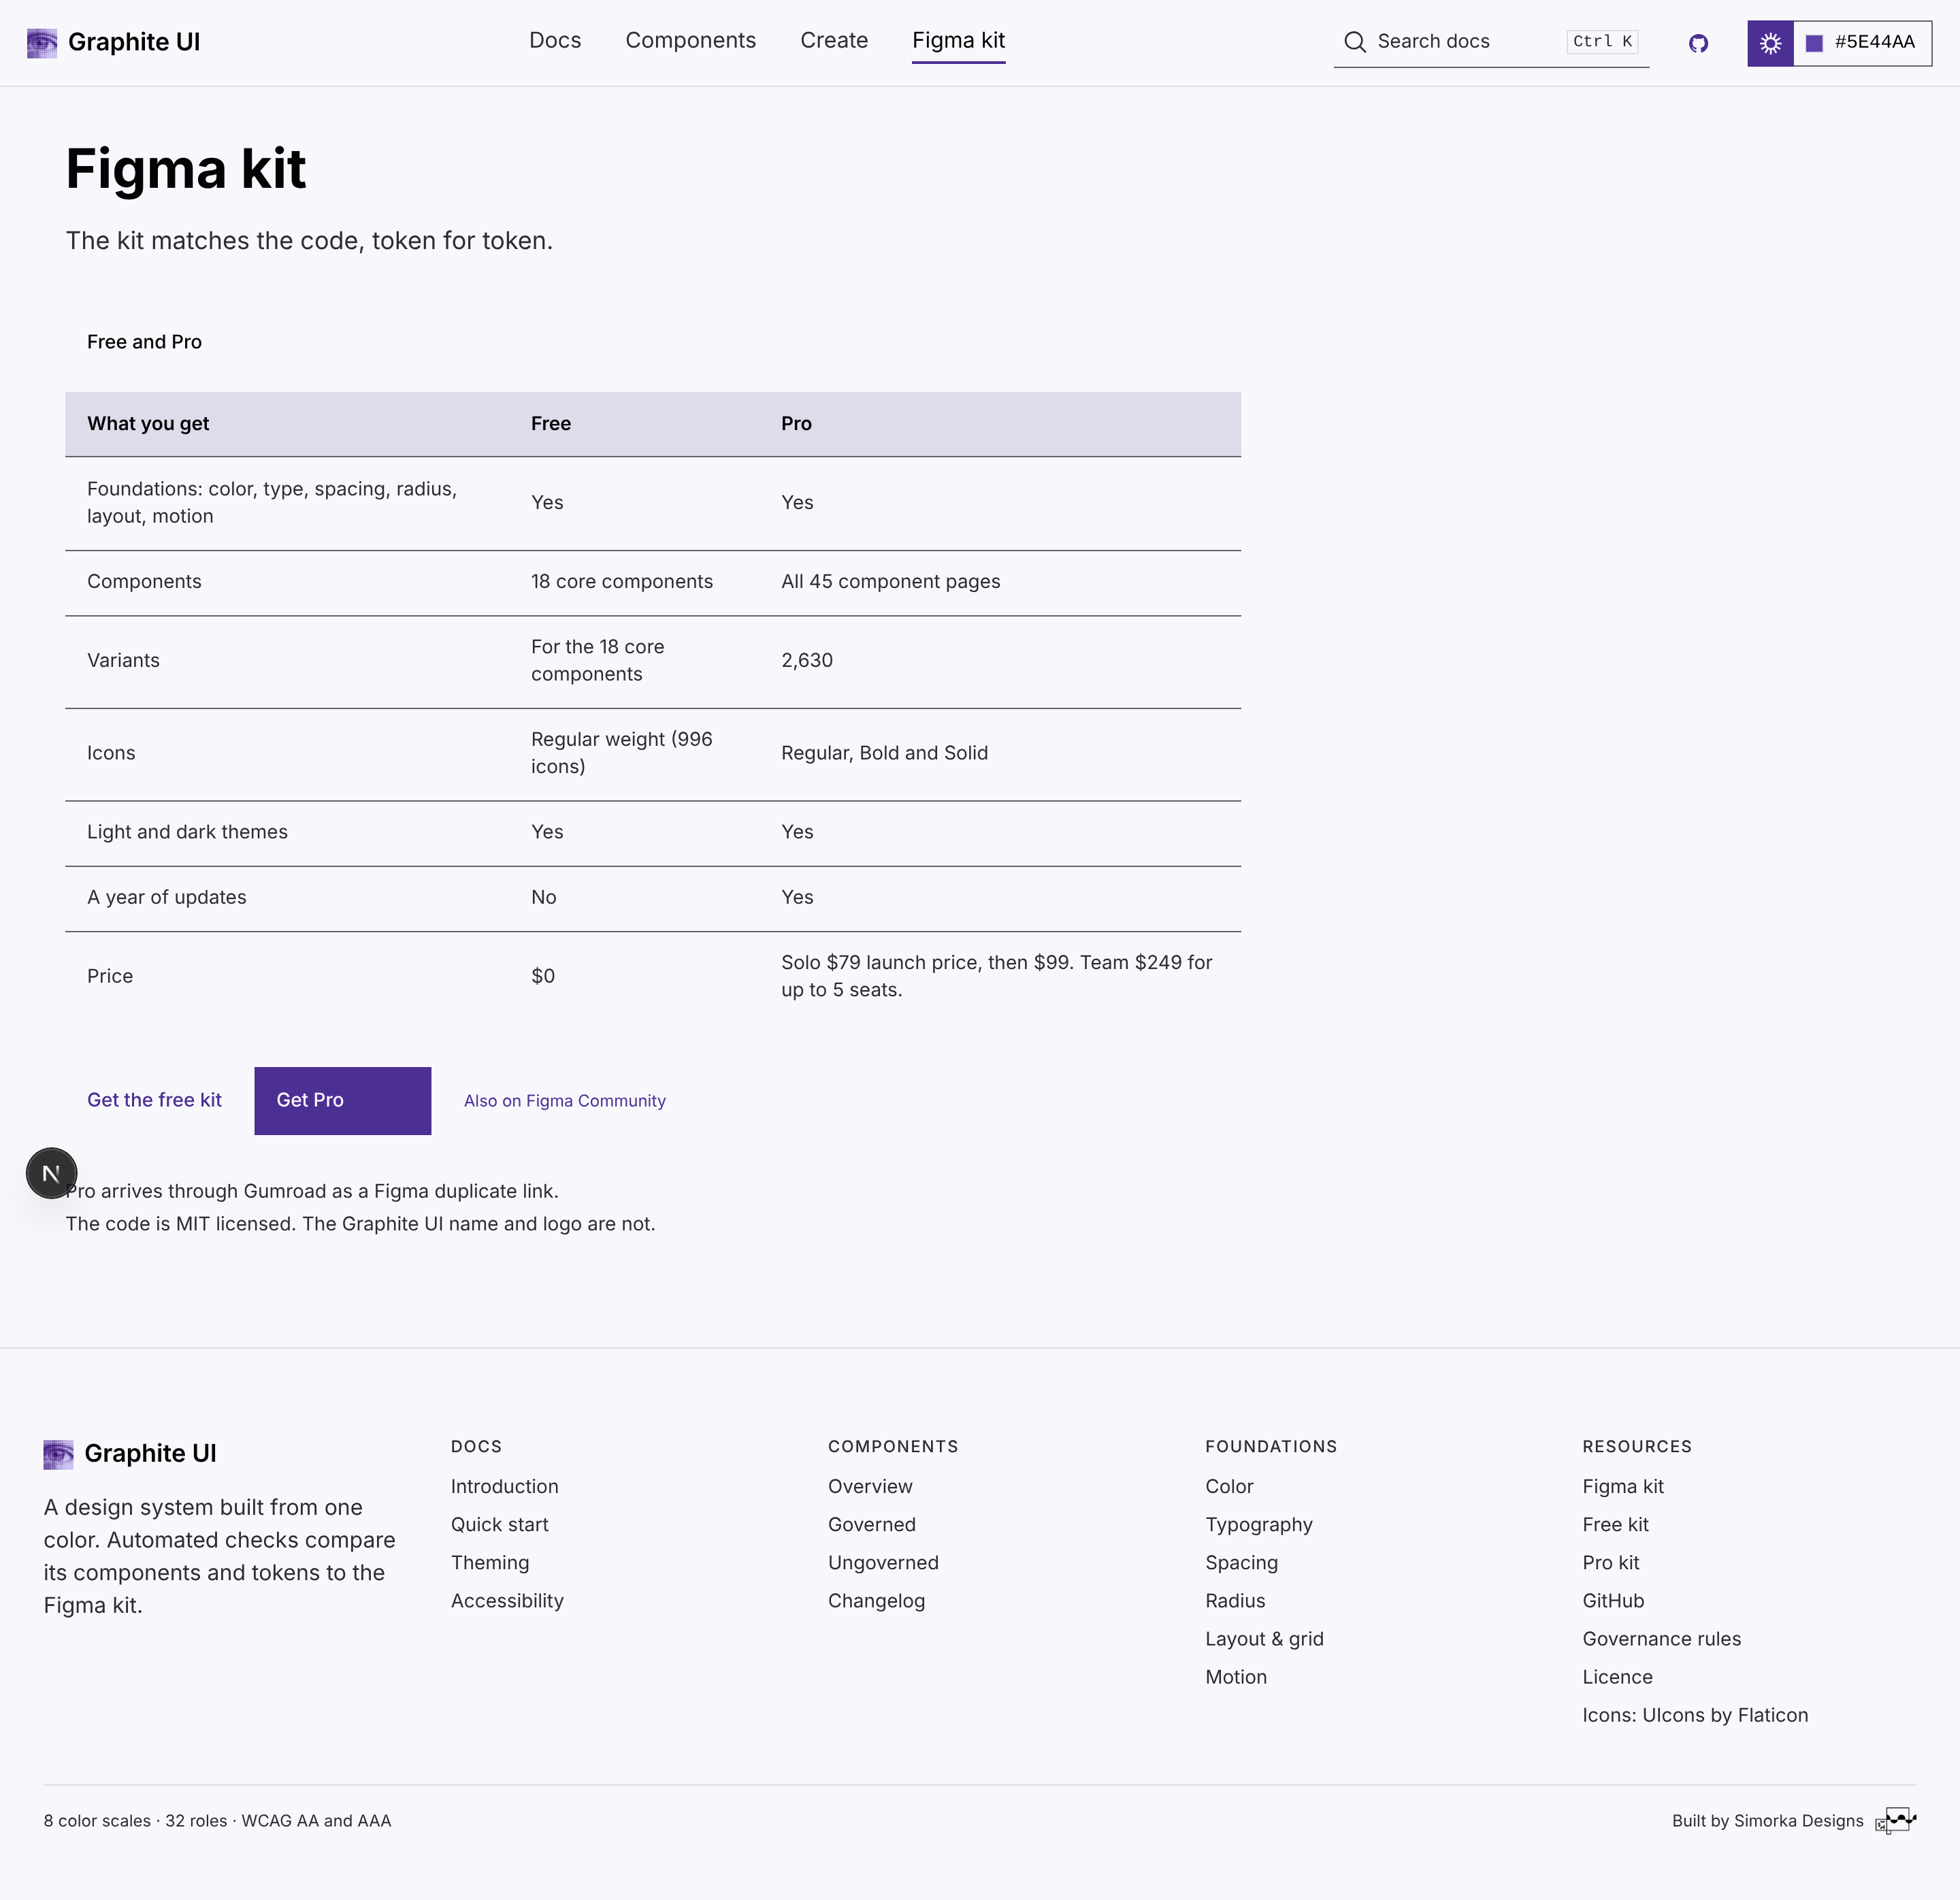 Graphite UI
Docs
Components
Create
Figma kit
Search docs
Ctrl K
#5E44AA
Figma kit
The kit matches the code, token for token.
Free and Pro
What you get
Free
Pro
Foundations: color, type, spacing, radius,
layout, motion
Yes
Yes
Components
18 core components
All 45 component pages
Variants
For the 18 core
components
2,630
Icons
Regular weight (996
icons)
Regular, Bold and Solid
Light and dark themes
Yes
Yes
A year of updates
No
Yes
Price
$0
Solo $79 launch price, then $99. Team $249 for
up to 5 seats.
Get the free kit
Get Pro
Also on Figma Community
N
Pro arrives through Gumroad as a Figma duplicate link.
The code is MIT licensed. The Graphite UI name and logo are not.
Graphite UI
A design system built from one
color. Automated checks compare
its components and tokens to the
Figma kit.
DOCS
Introduction
Quick start
Theming
Accessibility
COMPONENTS
Overview
Governed
Ungoverned
Changelog
FOUNDATIONS
Color
Typography
Spacing
Radius
Layout & grid
Motion
RESOURCES
Figma kit
Free kit
Pro kit
GitHub
Governance rules
Licence
Icons: UIcons by Flaticon
8 color scales · 32 roles · WCAG AA and AAA
Built by Simorka Designs